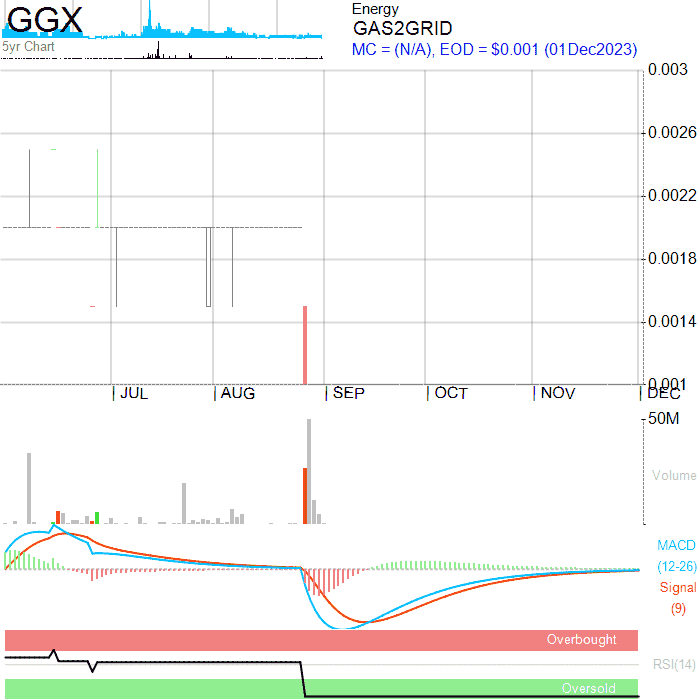 GGX
5yr Chart
Energy
GAS2GRID
MC = (N/A), EOD = $0.001 (01Dec2023)
0.003
0.0026
0.0022
0.0018
0.0014
0.001
JUL AUG SEP OCT NOV DEC
50M
Volume
MACD
(12-26)
Signal
(9)
Overbought
RSI(14)
Oversold